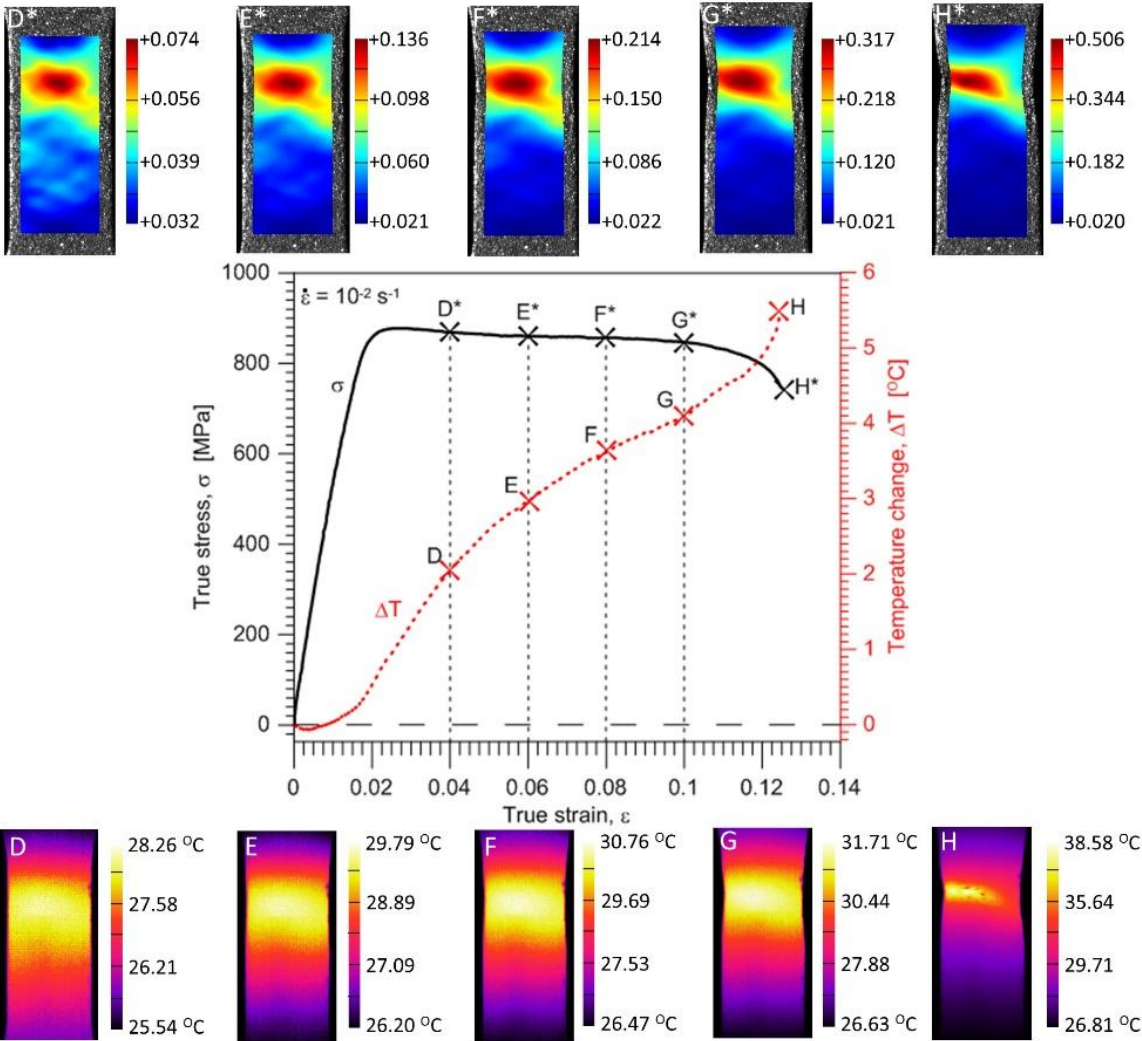 D*
+0.074
+0.056
+0.039
+0.032
E*
+0.136
+0.098
+0.060
+0.021
F*
+0.214
+0.150
+0.086
+0.022
G*
+0.317
+0.218
+0.120
+0.021
H*
+0.506
+0.344
+0.182
+0.020
1000
800
600
400
200
0
True stress, σ [MPa]
ε̇ = 10⁻² s⁻¹
D*
E*
F*
G*
H*
σ
D
E
F
G
H
ΔT
6
5
4
3
2
1
0
Temperature change, ΔT [°C]
0
0.02
0.04
0.06
0.08
0.1
0.12
0.14
True strain, ε
D
28.26 °C
27.58
26.21
25.54 °C
E
29.79 °C
28.89
27.09
26.20 °C
F
30.76 °C
29.69
27.53
26.47 °C
G
31.71 °C
30.44
27.88
26.63 °C
H
38.58 °C
35.64
29.71
26.81 °C